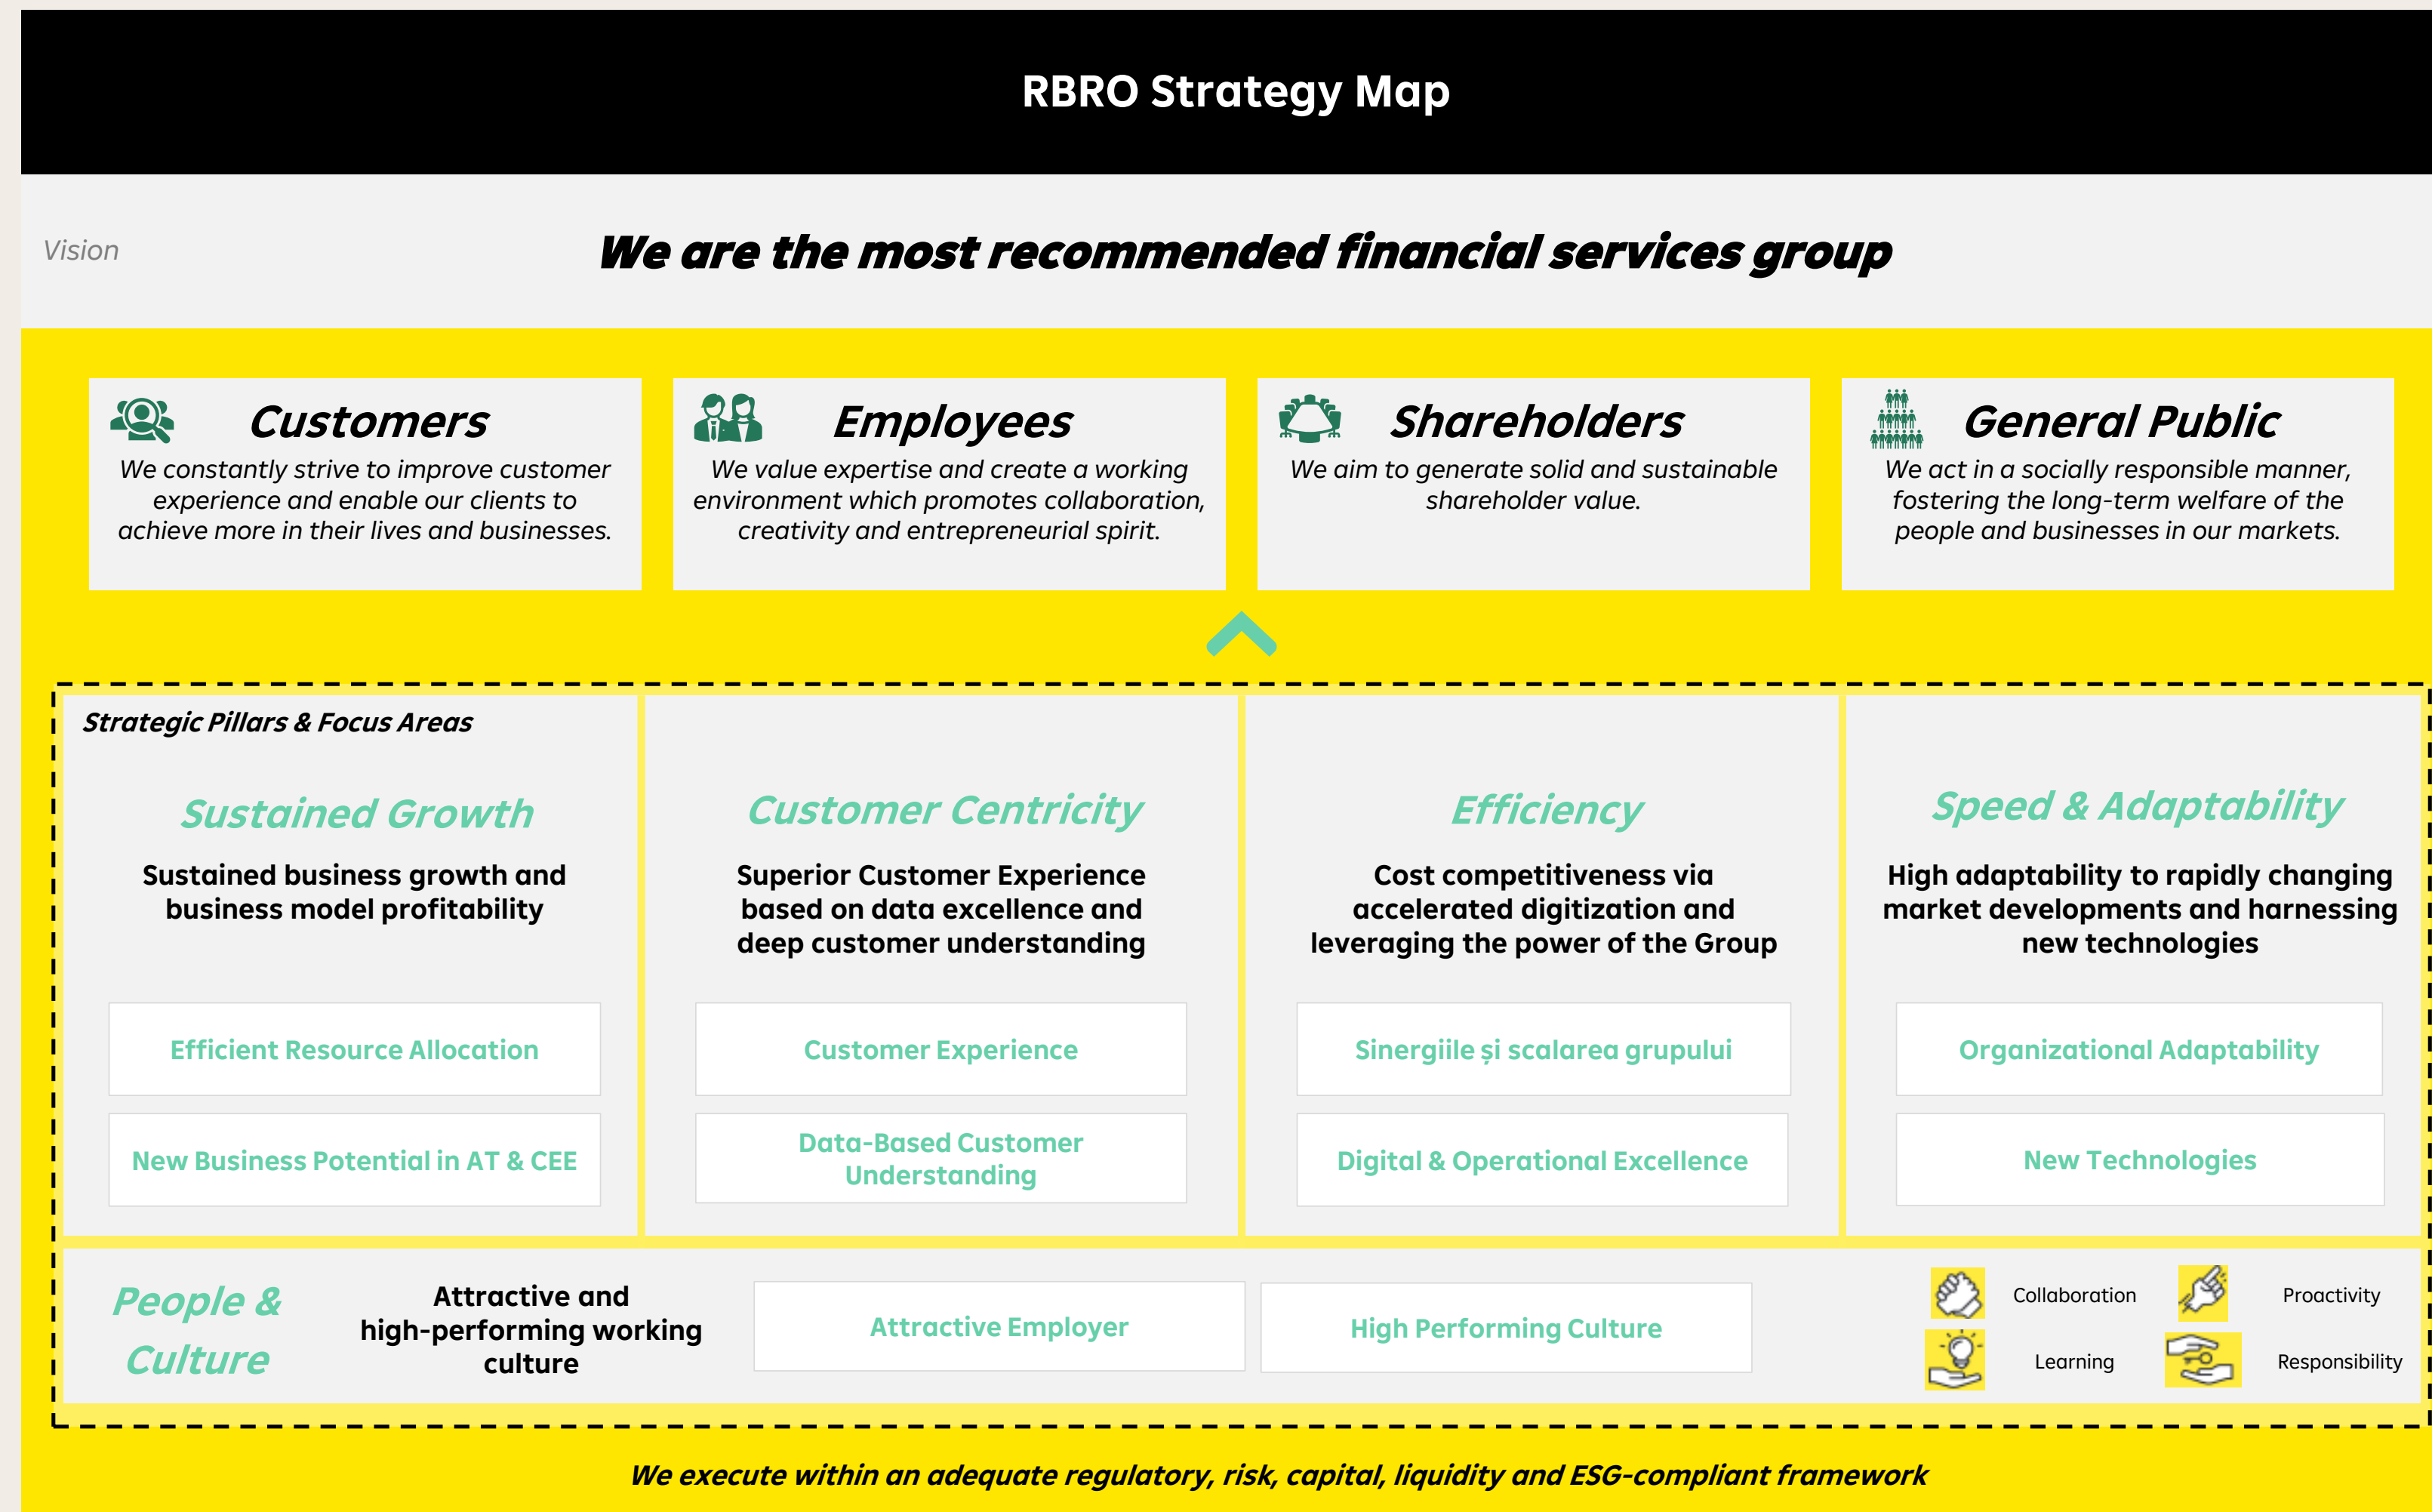 RBRO Strategy Map
Vision
We are the most recommended financial services group
Customers
We constantly strive to improve customer
experience and enable our clients to
achieve more in their lives and businesses.
Employees
We value expertise and create a working
environment which promotes collaboration,
creativity and entrepreneurial spirit.
Shareholders
We aim to generate solid and sustainable
shareholder value.
General Public
We act in a socially responsible manner,
fostering the long-term welfare of the
people and businesses in our markets.
Strategic Pillars & Focus Areas
Sustained Growth
Sustained business growth and
business model profitability
Efficient Resource Allocation
New Business Potential in AT & CEE
Customer Centricity
Superior Customer Experience
based on data excellence and
deep customer understanding
Customer Experience
Data-Based Customer
Understanding
Efficiency
Cost competitiveness via
accelerated digitization and
leveraging the power of the Group
Sinergiile și scalarea grupului
Digital & Operational Excellence
Speed & Adaptability
High adaptability to rapidly changing
market developments and harnessing
new technologies
Organizational Adaptability
New Technologies
People &
Culture
Attractive and
high-performing working
culture
Attractive Employer
High Performing Culture
Collaboration
Proactivity
Learning
Responsibility
We execute within an adequate regulatory, risk, capital, liquidity and ESG-compliant framework